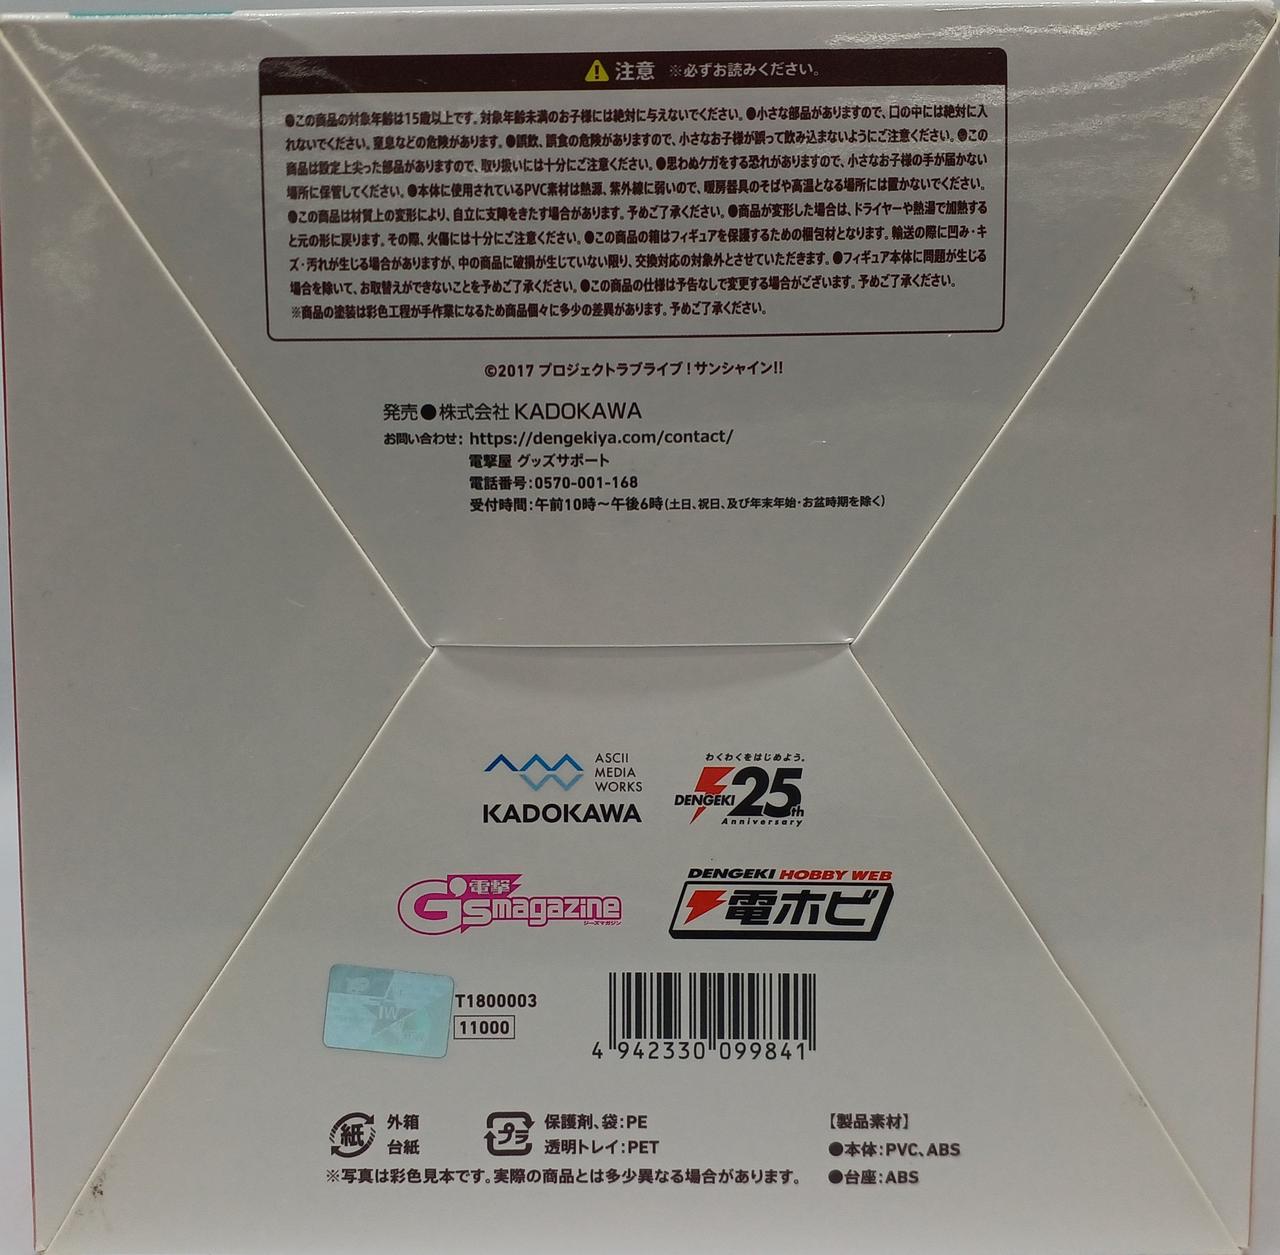 注意 ※必ずお読みください。
●この商品の対象年齢は15歳以上です。対象年齢未満のお子様には絶対に与えないでください。●小さな部品がありますので、口の中には絶対に入
れないでください。窒息などの危険があります。●誤飲、誤食の危険がありますので、小さなお子様が誤って飲み込まないようにご注意ください。●この
商品は設定上尖った部品がありますので、取り扱いには十分にご注意ください。●思わぬケガをする恐れがありますので、小さなお子様の手が届かない
場所に保管してください。●本体に使用されているPVC素材は熱源、紫外線に弱いので、暖房器具のそばや高温となる場所には置かないでください。
●この商品は材質上の変形により、自立に支障をきたす場合があります。予めご了承ください。●商品が変形した場合は、ドライヤーや熱湯で加熱する
と元の形に戻ります。その際、火傷には十分にご注意ください。●この商品の箱はフィギュアを保護するための梱包材となります。輸送の際に凹み・キ
ズ・汚れが生じる場合がありますが、中の商品に破損が生じていない限り、交換対応の対象外とさせていただきます。●フィギュア本体に問題が生じる
場合を除いて、お取替えができないことを予めご了承ください。●この商品の仕様は予告なしで変更する場合がございます。予めご了承ください。
※商品の塗装は彩色工程が手作業になるため商品個々に多少の差異があります。予めご了承ください。
©2017 プロジェクトラブライブ！サンシャイン!!
発売●株式会社 KADOKAWA
お問い合わせ：https://dengekiya.com/contact/
電撃屋 グッズサポート
電話番号：0570-001-168
受付時間：午前10時～午後6時（土日、祝日、及び年末年始・お盆時期を除く）
ASCII
MEDIA
WORKS
KADOKAWA
わくわくをはじめよう。
DENGEKI 25th
Anniversary
電撃
G'smagazine
ジーズマガジン
DENGEKI HOBBY WEB
電ホビ
T1800003
11000
4 942330 099841
紙 外箱
台紙
プラ 保護剤、袋：PE
透明トレイ：PET
※写真は彩色見本です。実際の商品とは多少異なる場合があります。
【製品素材】
●本体：PVC、ABS
●台座：ABS